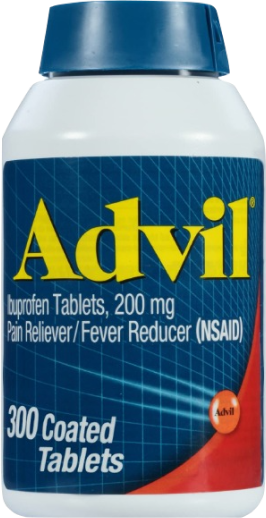 Advil®
Ibuprofen Tablets, 200 mg
Pain Reliever/Fever Reducer (NSAID)
Advil
300 Coated
Tablets